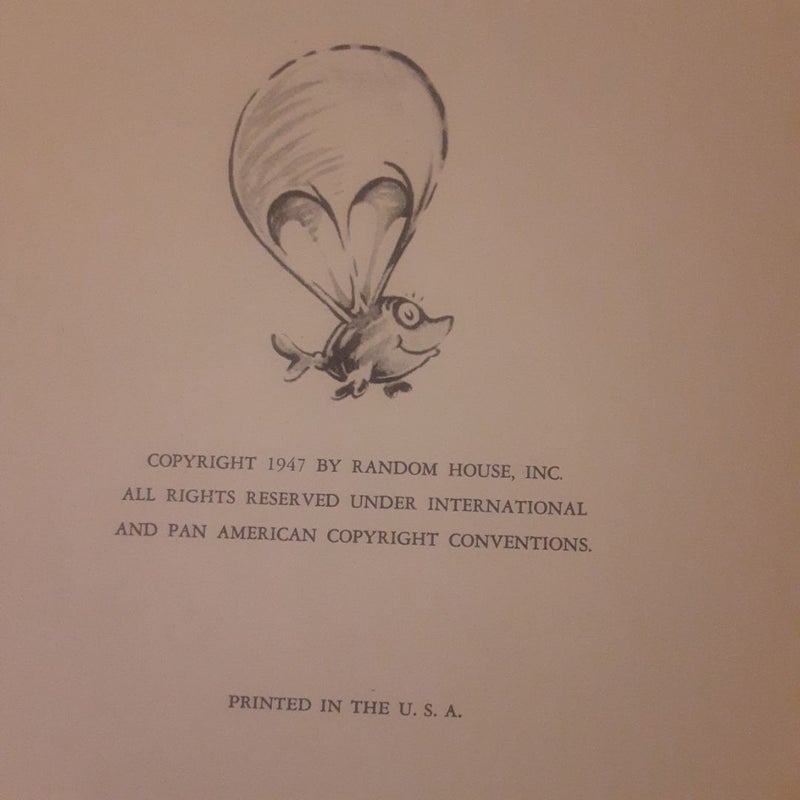 COPYRIGHT 1947 BY RANDOM HOUSE, INC.
ALL RIGHTS RESERVED UNDER INTERNATIONAL
AND PAN AMERICAN COPYRIGHT CONVENTIONS.
PRINTED IN THE U. S. A.